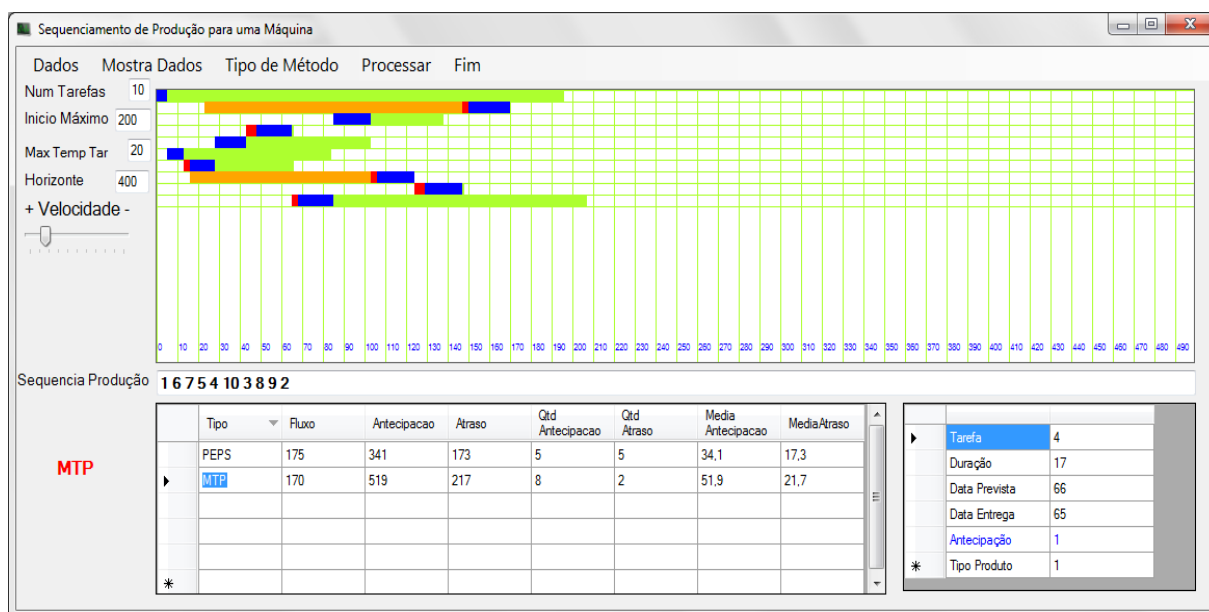 Sequenciamento de Produção para uma Máquina
Dados Mostra Dados Tipo de Método Processar Fim
Num Tarefas 10
Inicio Máximo 200
Max Temp Tar 20
Horizonte 400
+ Velocidade -
0 10 20 30 40 50 60 70 80 90 100 110 120 130 140 150 160 170 180 190 200 210 220 230 240 250 260 270 280 290 300 310 320 330 340 350 360 370 380 390 400 410 420 430 440 450 460 470 480 490
Sequencia Produção 1 6 7 5 4 10 3 8 9 2
MTP
Tipo Fluxo Antecipacao Atraso Qtd Antecipacao Qtd Atraso Media Antecipacao MediaAtraso
PEPS 175 341 173 5 5 34,1 17,3
MTP 170 519 217 8 2 51,9 21,7
Tarefa 4
Duração 17
Data Prevista 66
Data Entrega 65
Antecipação 1
Tipo Produto 1